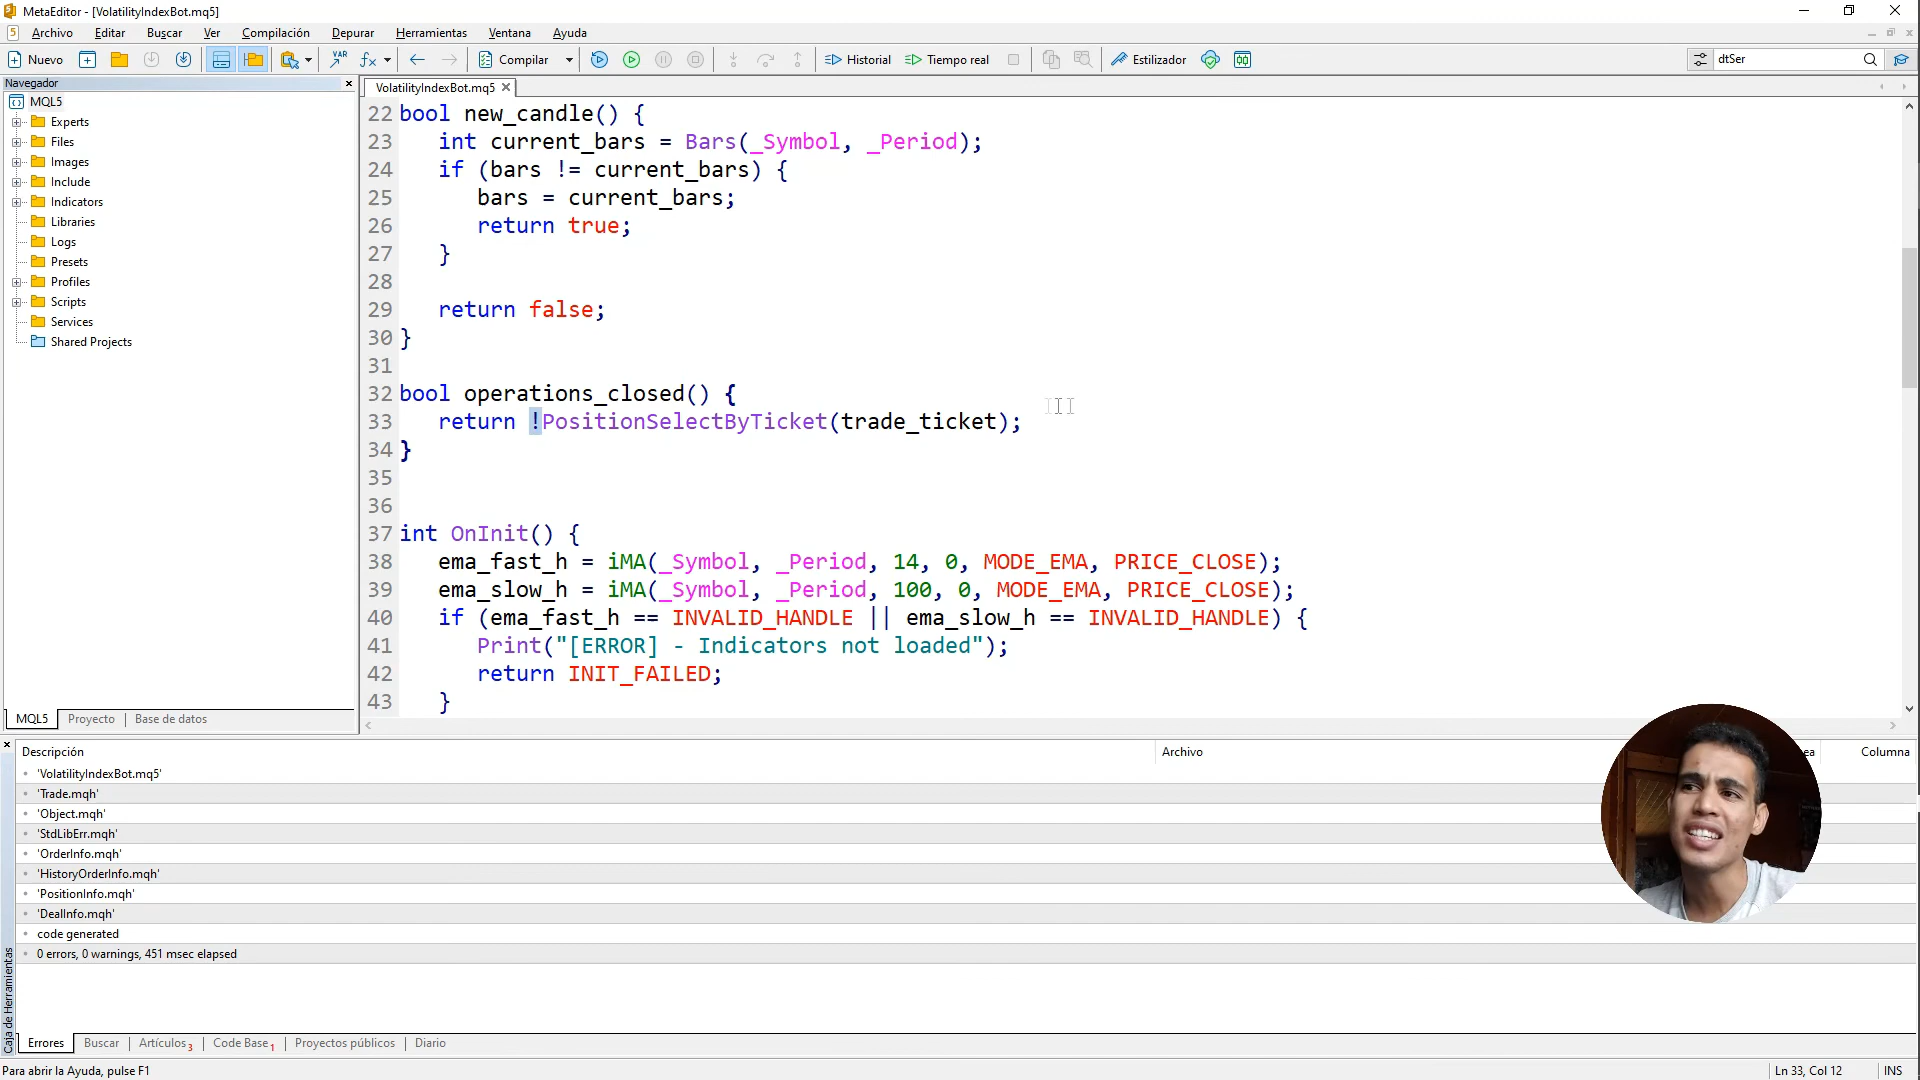 MetaEditor - [VolatilityIndexBot.mq5]
5 Archivo Editar Buscar Ver Compilación Depurar Herramientas Ventana Ayuda
Nuevo VAR fx Compilar Historial Tiempo real Estilizador dtSer
Navegador
MQL5
Experts
Files
Images
Include
Indicators
Libraries
Logs
Presets
Profiles
Scripts
Services
Shared Projects
MQL5 Proyecto Base de datos
VolatilityIndexBot.mq5
22 bool new_candle() {
23 int current_bars = Bars(_Symbol, _Period);
24 if (bars != current_bars) {
25 bars = current_bars;
26 return true;
27 }
28
29 return false;
30 }
31
32 bool operations_closed() {
33 return !PositionSelectByTicket(trade_ticket);
34 }
35
36
37 int OnInit() {
38 ema_fast_h = iMA(_Symbol, _Period, 14, 0, MODE_EMA, PRICE_CLOSE);
39 ema_slow_h = iMA(_Symbol, _Period, 100, 0, MODE_EMA, PRICE_CLOSE);
40 if (ema_fast_h == INVALID_HANDLE || ema_slow_h == INVALID_HANDLE) {
41 Print("[ERROR] - Indicators not loaded");
42 return INIT_FAILED;
43 }
Descripción Archivo Columna
'VolatilityIndexBot.mq5'
'Trade.mqh'
'Object.mqh'
'StdLibErr.mqh'
'OrderInfo.mqh'
'HistoryOrderInfo.mqh'
'PositionInfo.mqh'
'DealInfo.mqh'
code generated
0 errors, 0 warnings, 451 msec elapsed
Caja de Herramientas
Errores Buscar Artículos 3 Code Base 1 Proyectos públicos Diario
Para abrir la Ayuda, pulse F1 Ln 33, Col 12 INS